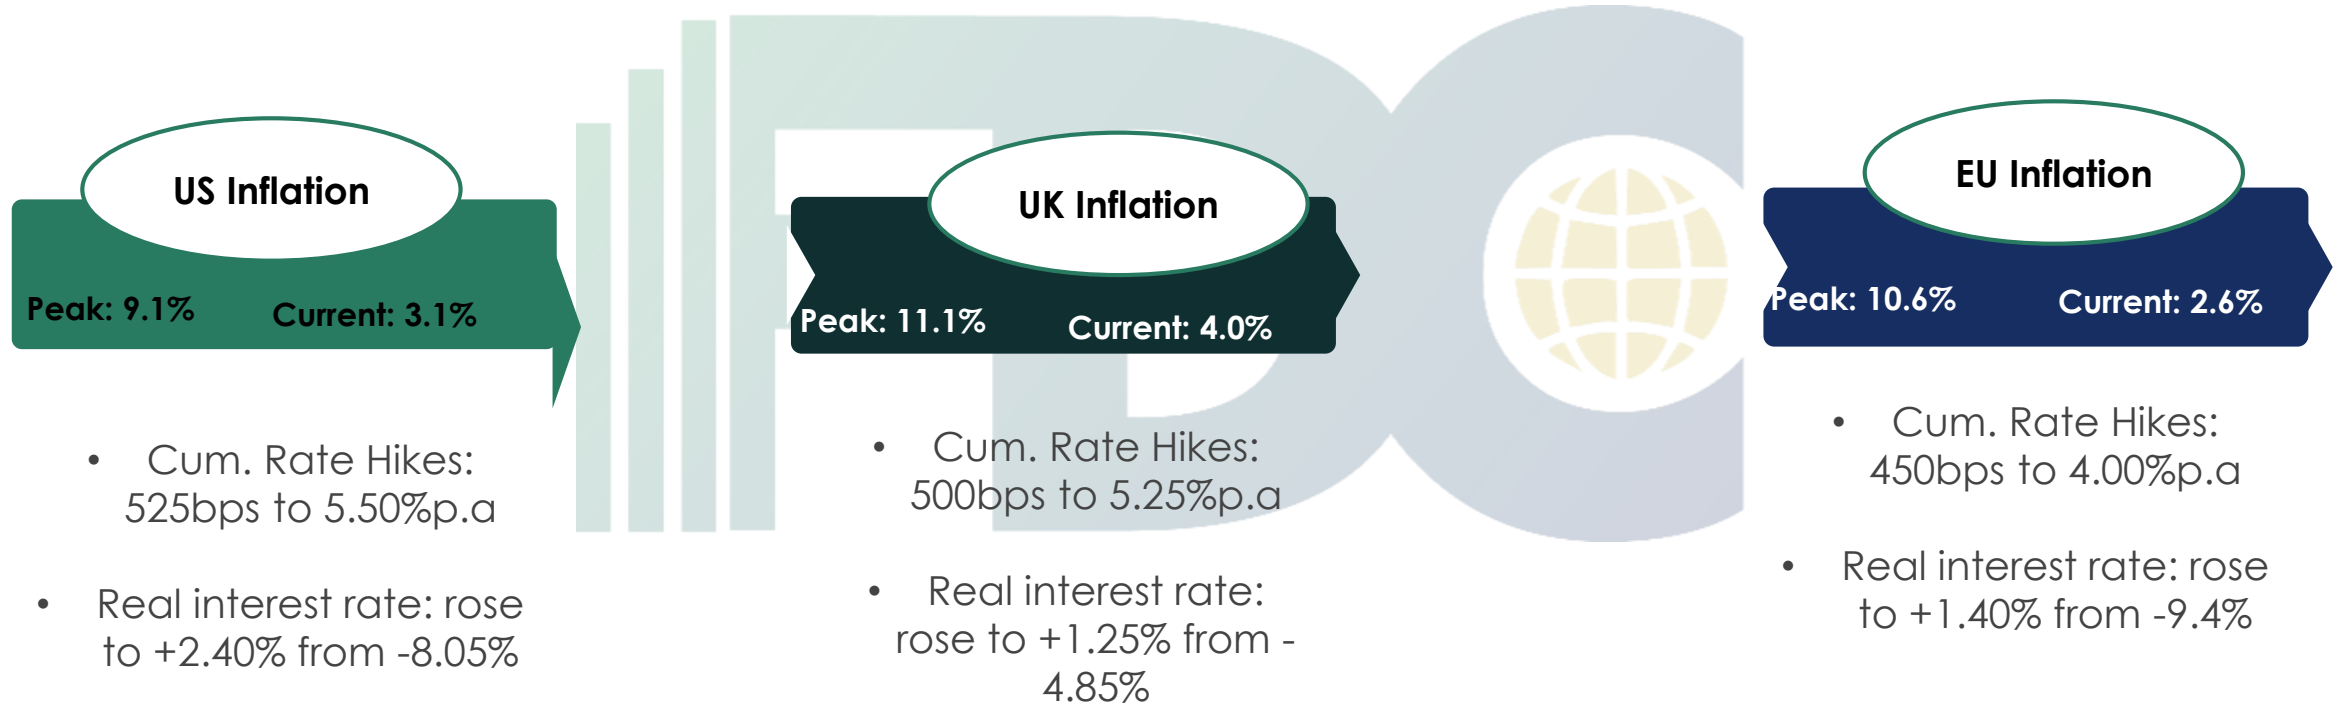 US Inflation
Peak: 9.1%
Current: 3.1%
• Cum. Rate Hikes:
525bps to 5.50%p.a
• Real interest rate: rose
to +2.40% from -8.05%
UK Inflation
Peak: 11.1%
Current: 4.0%
• Cum. Rate Hikes:
500bps to 5.25%p.a
• Real interest rate:
rose to +1.25% from -
4.85%
EU Inflation
Peak: 10.6%
Current: 2.6%
• Cum. Rate Hikes:
450bps to 4.00%p.a
• Real interest rate: rose
to +1.40% from -9.4%
FDC